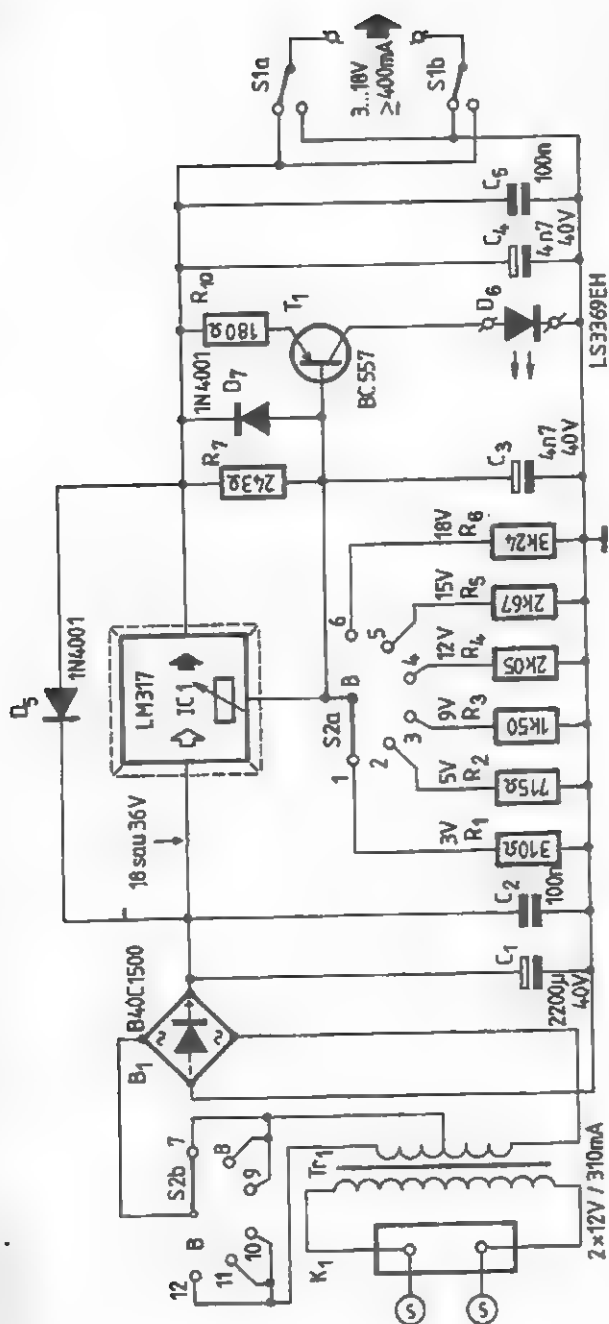 D5
1N4001
LM317
IC1
18 sau 36V
B40C1500
B1
S2b
7
8
9
B
12
11
10
Tr1
K1
S
S
2×12V / 310mA
C1
2200µ
40V
C2
100n
S2a
B
1
2
3
4
5
6
3V
R1
310Ω
5V
R2
715Ω
9V
R3
1k50
12V
R4
2k05
15V
R5
2k67
18V
R6
3k24
R7
243Ω
1N4001
D7
R10
180Ω
T1
BC557
C3
4n7
40V
D6
LS3369EH
C4
4n7
40V
C5
100n
S1a
3...18V
≥400mA
S1b